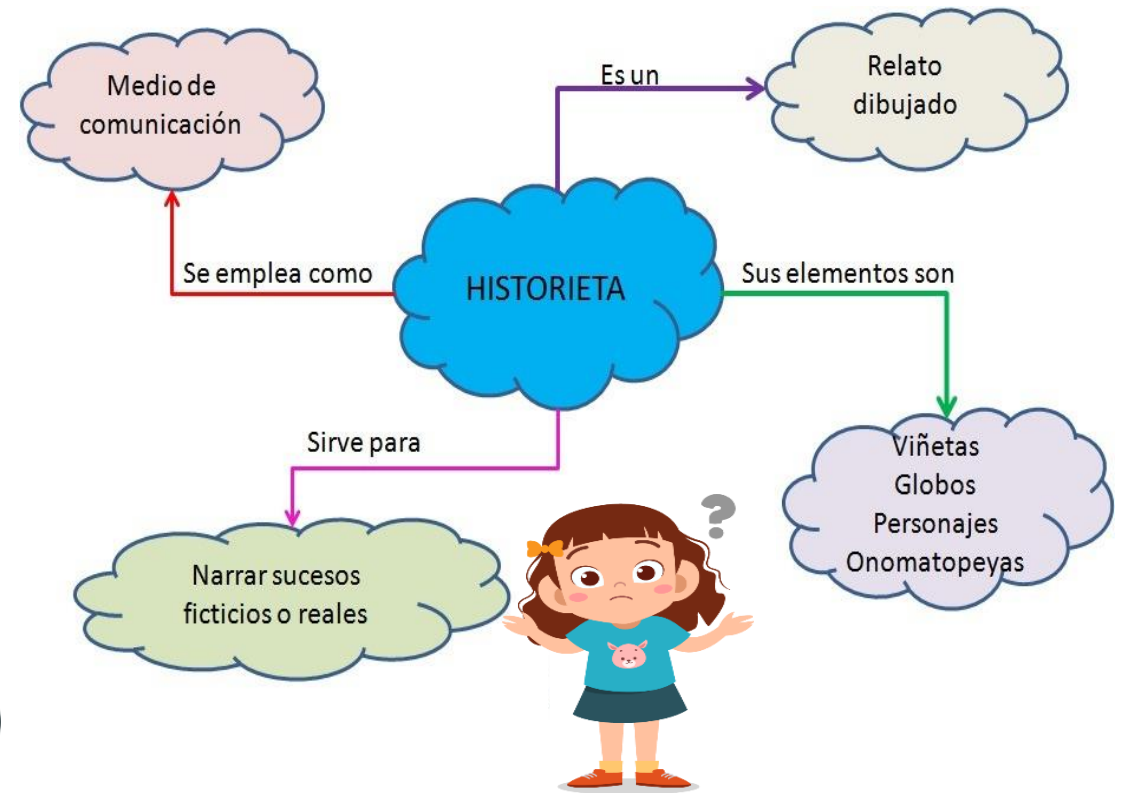 Medio de
comunicación
Es un
Relato
dibujado
Se emplea como
HISTORIETA
Sus elementos son
Sirve para
Viñetas
Globos
Personajes
Onomatopeyas
Narrar sucesos
ficticios o reales
?